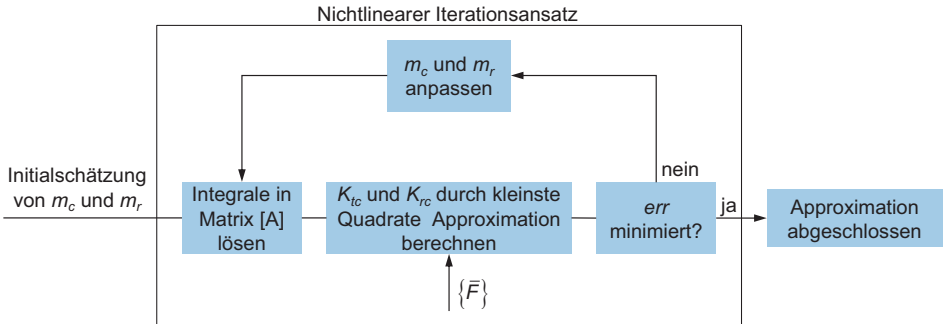 Nichtlinearer Iterationsansatz
m_c und m_r
anpassen
nein
Initialschätzung
von m_c und m_r
Integrale in
Matrix [A]
lösen
K_tc und K_rc durch kleinste
Quadrate Approximation
berechnen
err
minimiert?
ja
Approximation
abgeschlossen
{F̄}